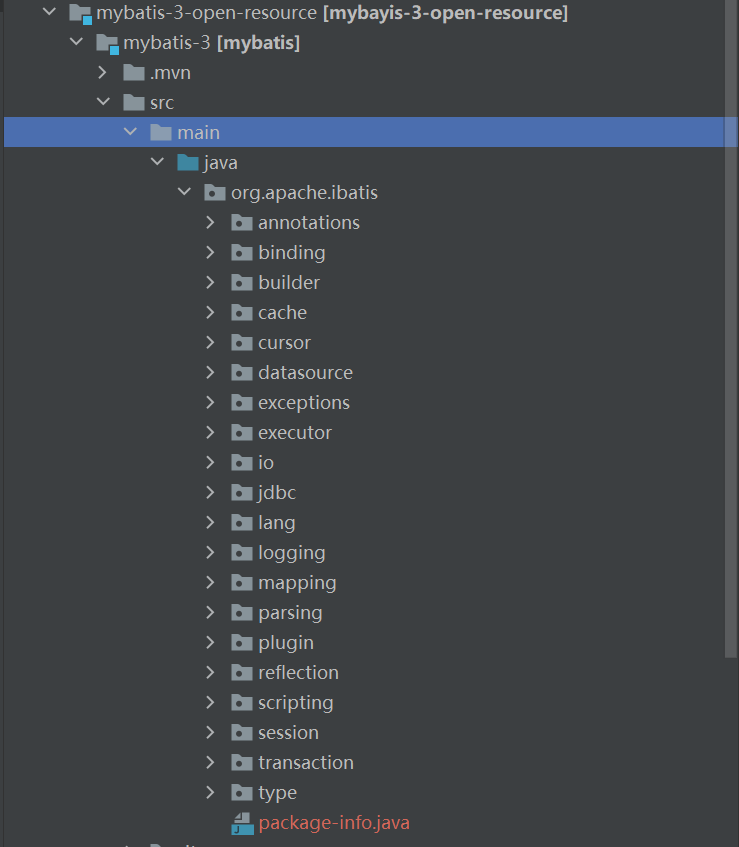 mybatis-3-open-resource [mybayis-3-open-resource]
mybatis-3 [mybatis]
.mvn
src
main
java
org.apache.ibatis
annotations
binding
builder
cache
cursor
datasource
exceptions
executor
io
jdbc
lang
logging
mapping
parsing
plugin
reflection
scripting
session
transaction
type
package-info.java